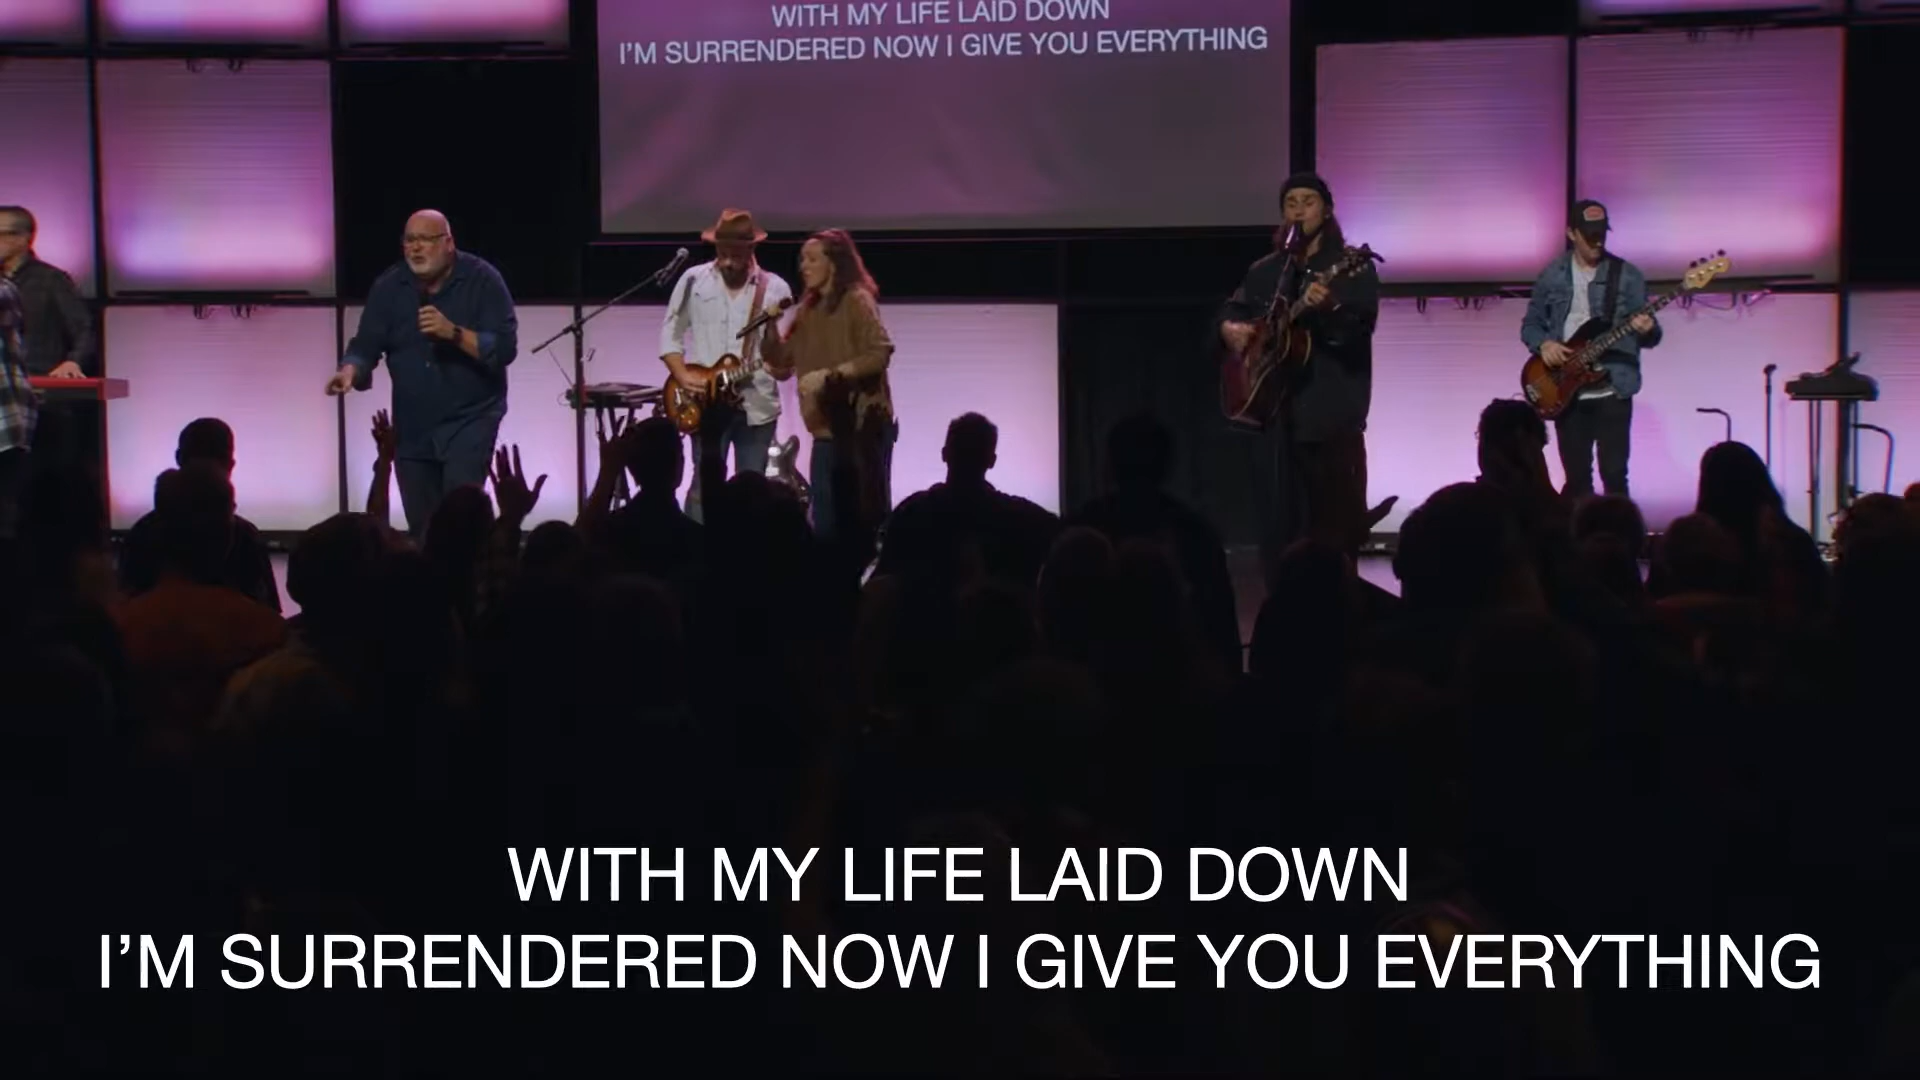 WITH MY LIFE LAID DOWN
I'M SURRENDERED NOW I GIVE YOU EVERYTHING
WITH MY LIFE LAID DOWN
I’M SURRENDERED NOW I GIVE YOU EVERYTHING